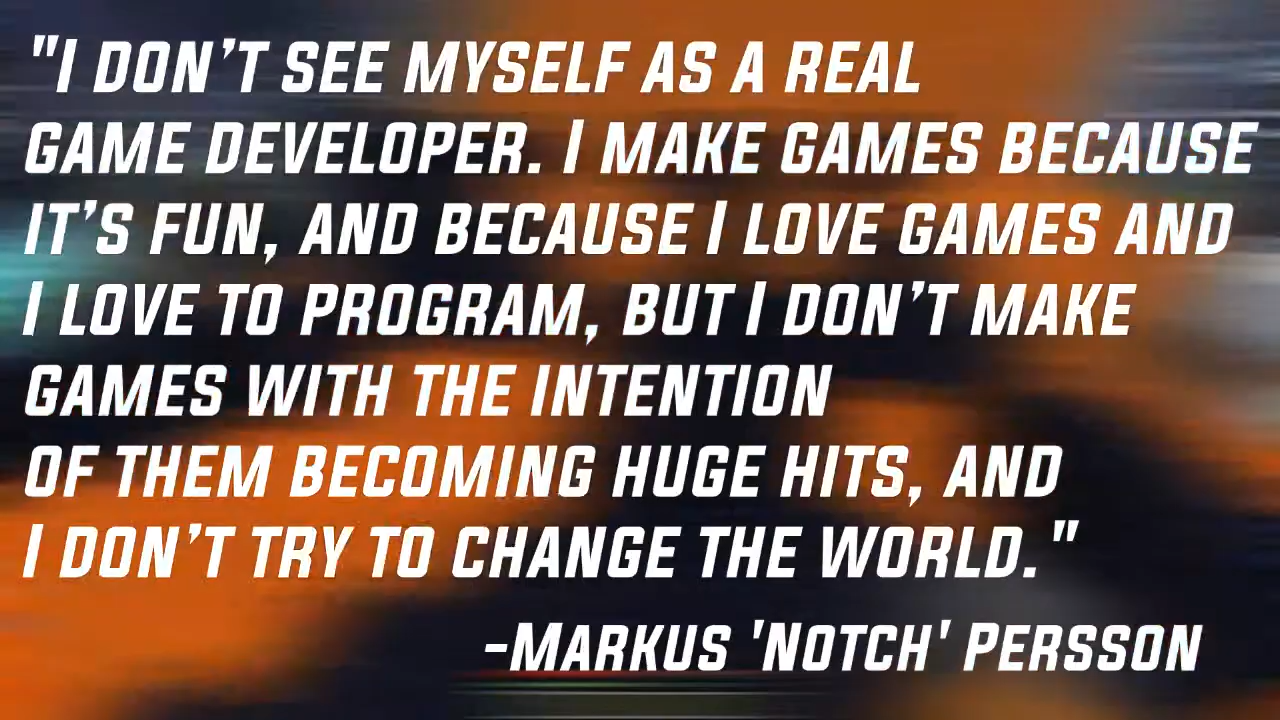 "I DON'T SEE MYSELF AS A REAL
GAME DEVELOPER. I MAKE GAMES BECAUSE
IT'S FUN, AND BECAUSE I LOVE GAMES AND
I LOVE TO PROGRAM, BUT I DON'T MAKE
GAMES WITH THE INTENTION
OF THEM BECOMING HUGE HITS, AND
I DON'T TRY TO CHANGE THE WORLD."
-MARKUS 'NOTCH' PERSSON